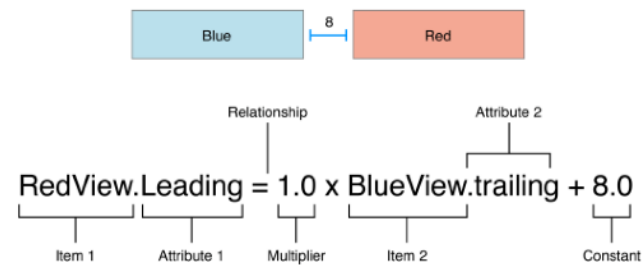 8
Blue Red
Relationship Attribute 2
RedView.Leading = 1.0 x BlueView.trailing + 8.0
Item 1 Attribute 1 Multiplier Item 2 Constant